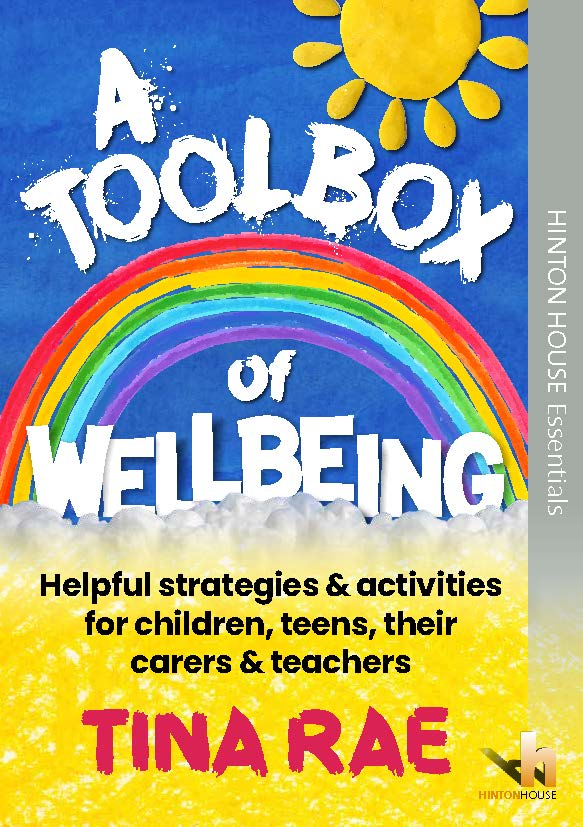 A
TOOLBOX
of
WELLBEING
Helpful strategies & activities
for children, teens, their
carers & teachers
TINA RAE
HINTON HOUSE Essentials
h
HINTONHOUSE